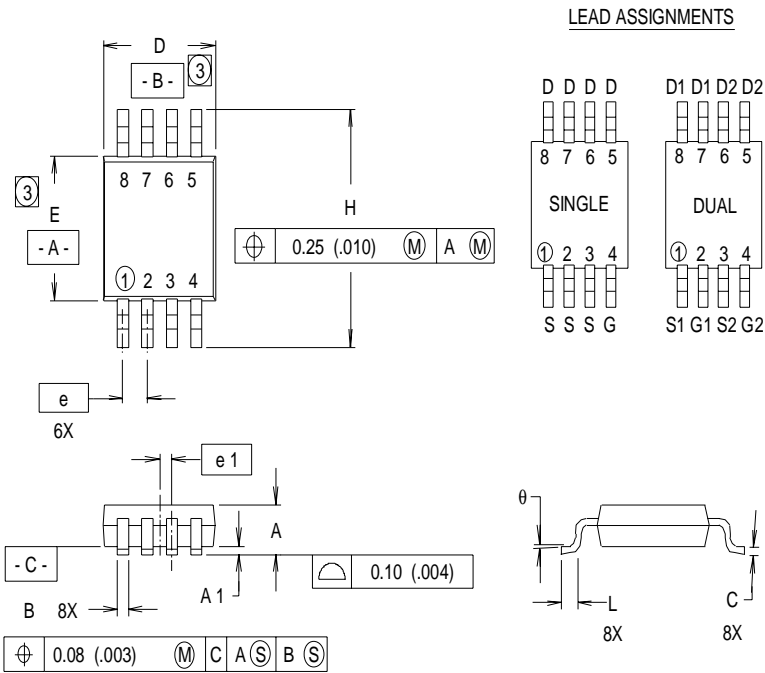 LEAD ASSIGNMENTS
D
- B - 3
D D D D
D1 D1 D2 D2
8 7 6 5
8 7 6 5
8 7 6 5
3
E
- A -
H
SINGLE
DUAL
⌖ 0.25 (.010) Ⓜ A Ⓜ
① 2 3 4
① 2 3 4
① 2 3 4
S S S G
S1 G1 S2 G2
e
6X
e 1
A
θ
- C -
⌓ 0.10 (.004)
A 1
B 8X
L
8X
C
8X
⌖ 0.08 (.003) Ⓜ C A Ⓢ B Ⓢ